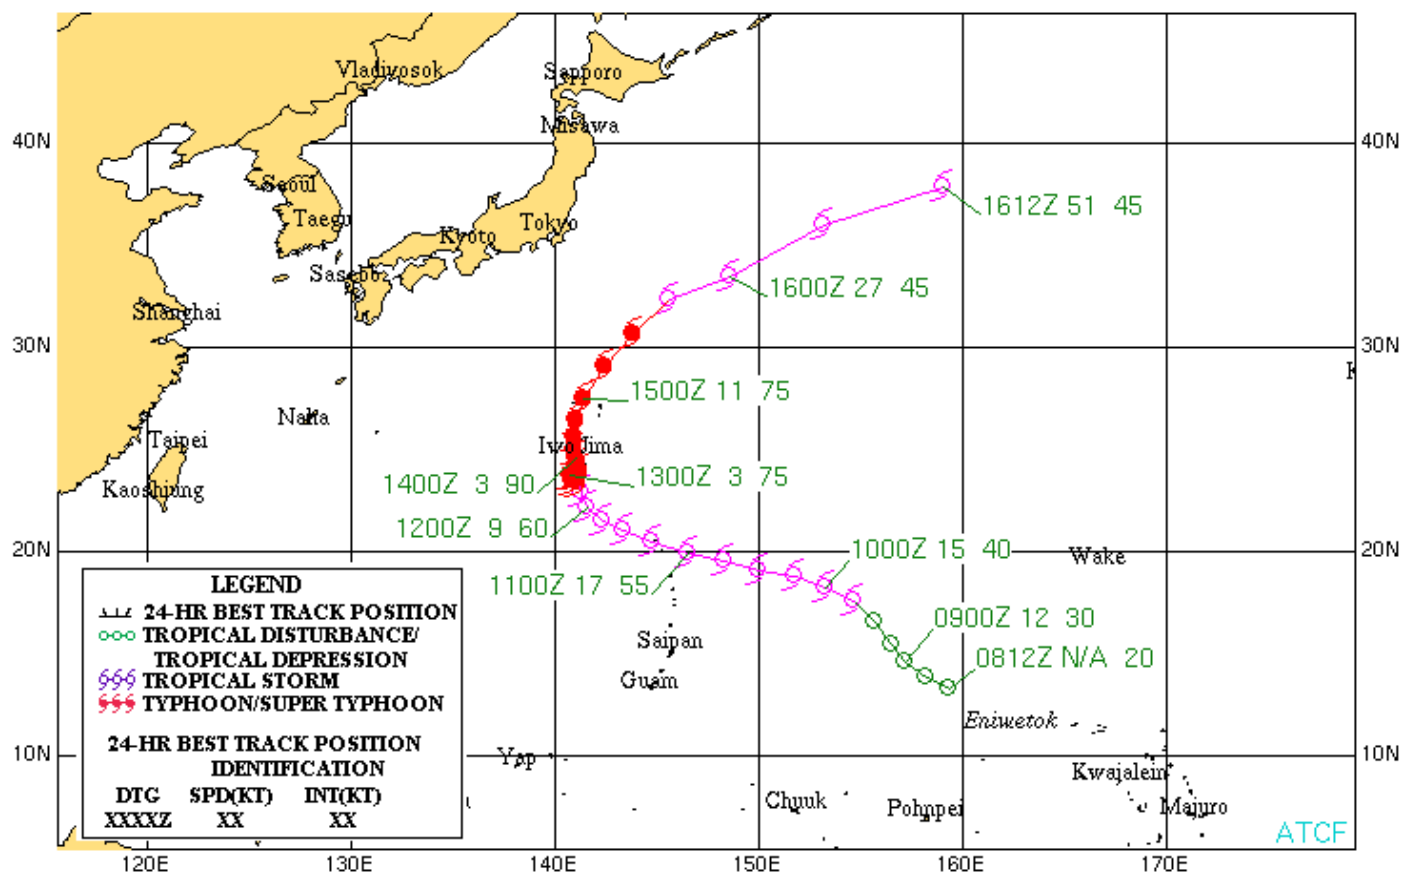 Vladivosok
Sapporo
Misawa
40N
40N
Seoul
1612Z 51 45
Taegu
Tokyo
Kyoto
Sasebo
1600Z 27 45
Shanghai
30N
30N
K
1500Z 11 75
Naha
Taipei
Iwo Jima
1400Z 3 90
1300Z 3 75
Kaoshiung
1200Z 9 60
20N
1000Z 15 40
Wake
20N
1100Z 17 55
0900Z 12 30
Saipan
0812Z N/A 20
Guam
Eniwetok
LEGEND
24-HR BEST TRACK POSITION
TROPICAL DISTURBANCE/
TROPICAL DEPRESSION
TROPICAL STORM
TYPHOON/SUPER TYPHOON
24-HR BEST TRACK POSITION
IDENTIFICATION
DTG SPD(KT) INT(KT)
XXXXZ XX XX
10N
Yap
10N
Kwajalein
Chuuk
Pohnpei
Majuro
ATCF
120E
130E
140E
150E
160E
170E